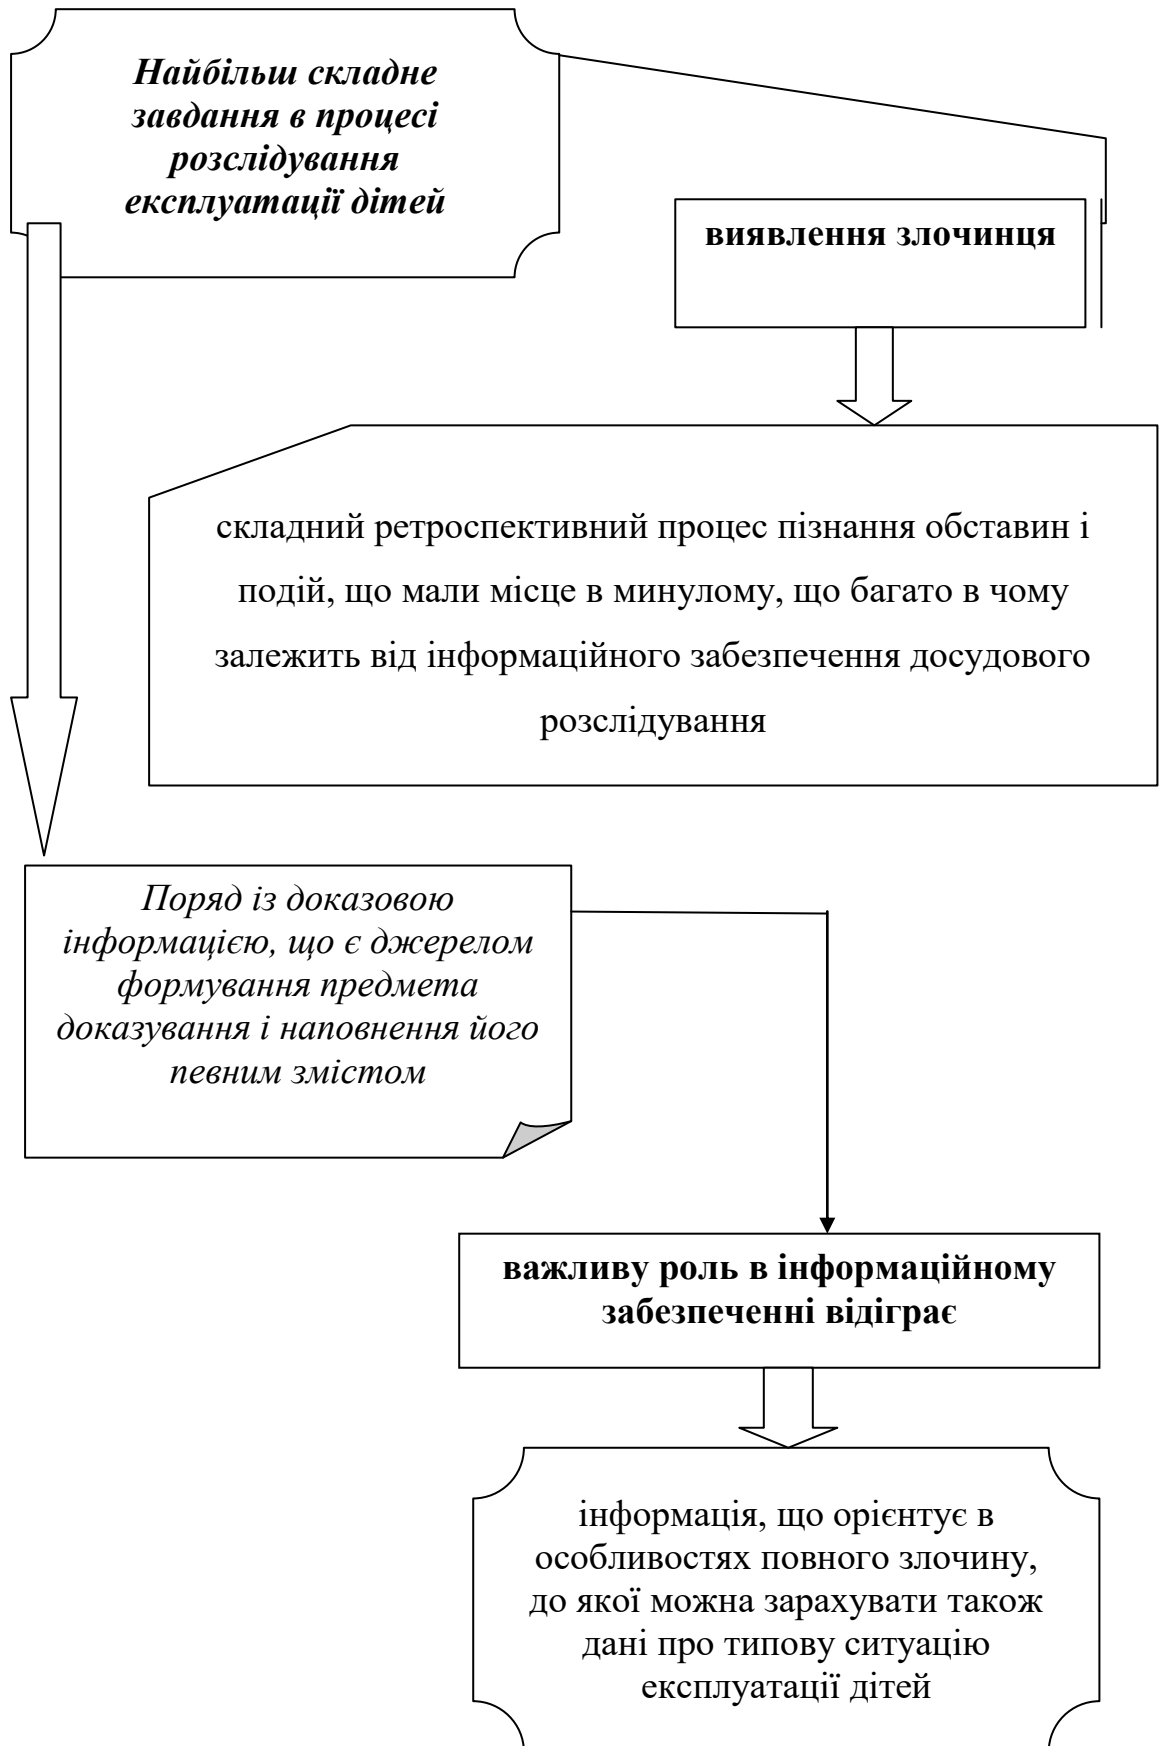 Найбільш складне
завдання в процесі
розслідування
експлуатації дітей
виявлення злочинця
складний ретроспективний процес пізнання обставин і
подій, що мали місце в минулому, що багато в чому
залежить від інформаційного забезпечення досудового
розслідування
Поряд із доказовою
інформацією, що є джерелом
формування предмета
доказування і наповнення його
певним змістом
важливу роль в інформаційному
забезпеченні відіграє
інформація, що орієнтує в
особливостях повного злочину,
до якої можна зарахувати також
дані про типову ситуацію
експлуатації дітей